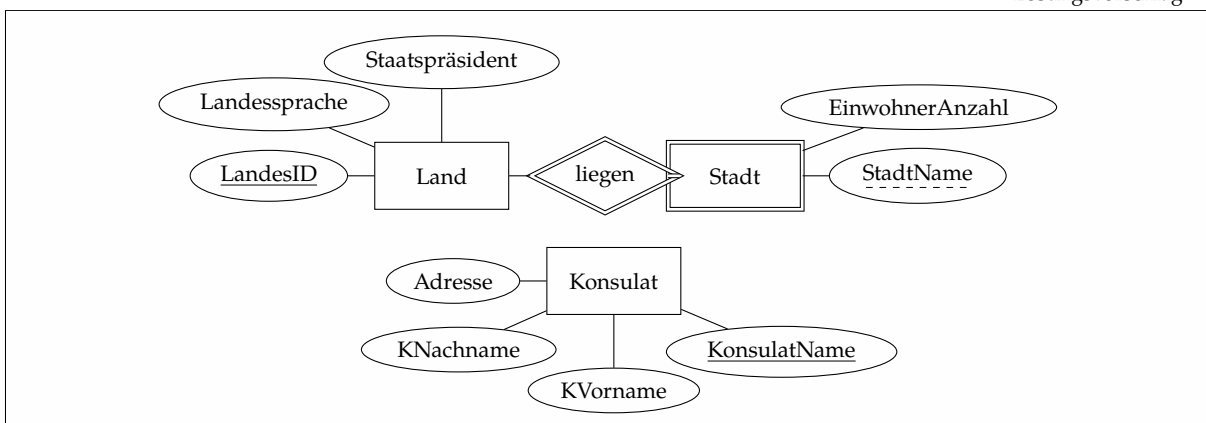 Staatspräsident
Landessprache
EinwohnerAnzahl
LandesID
Land
liegen
Stadt
StadtName
Adresse
Konsulat
KNachname
KonsulatName
KVorname